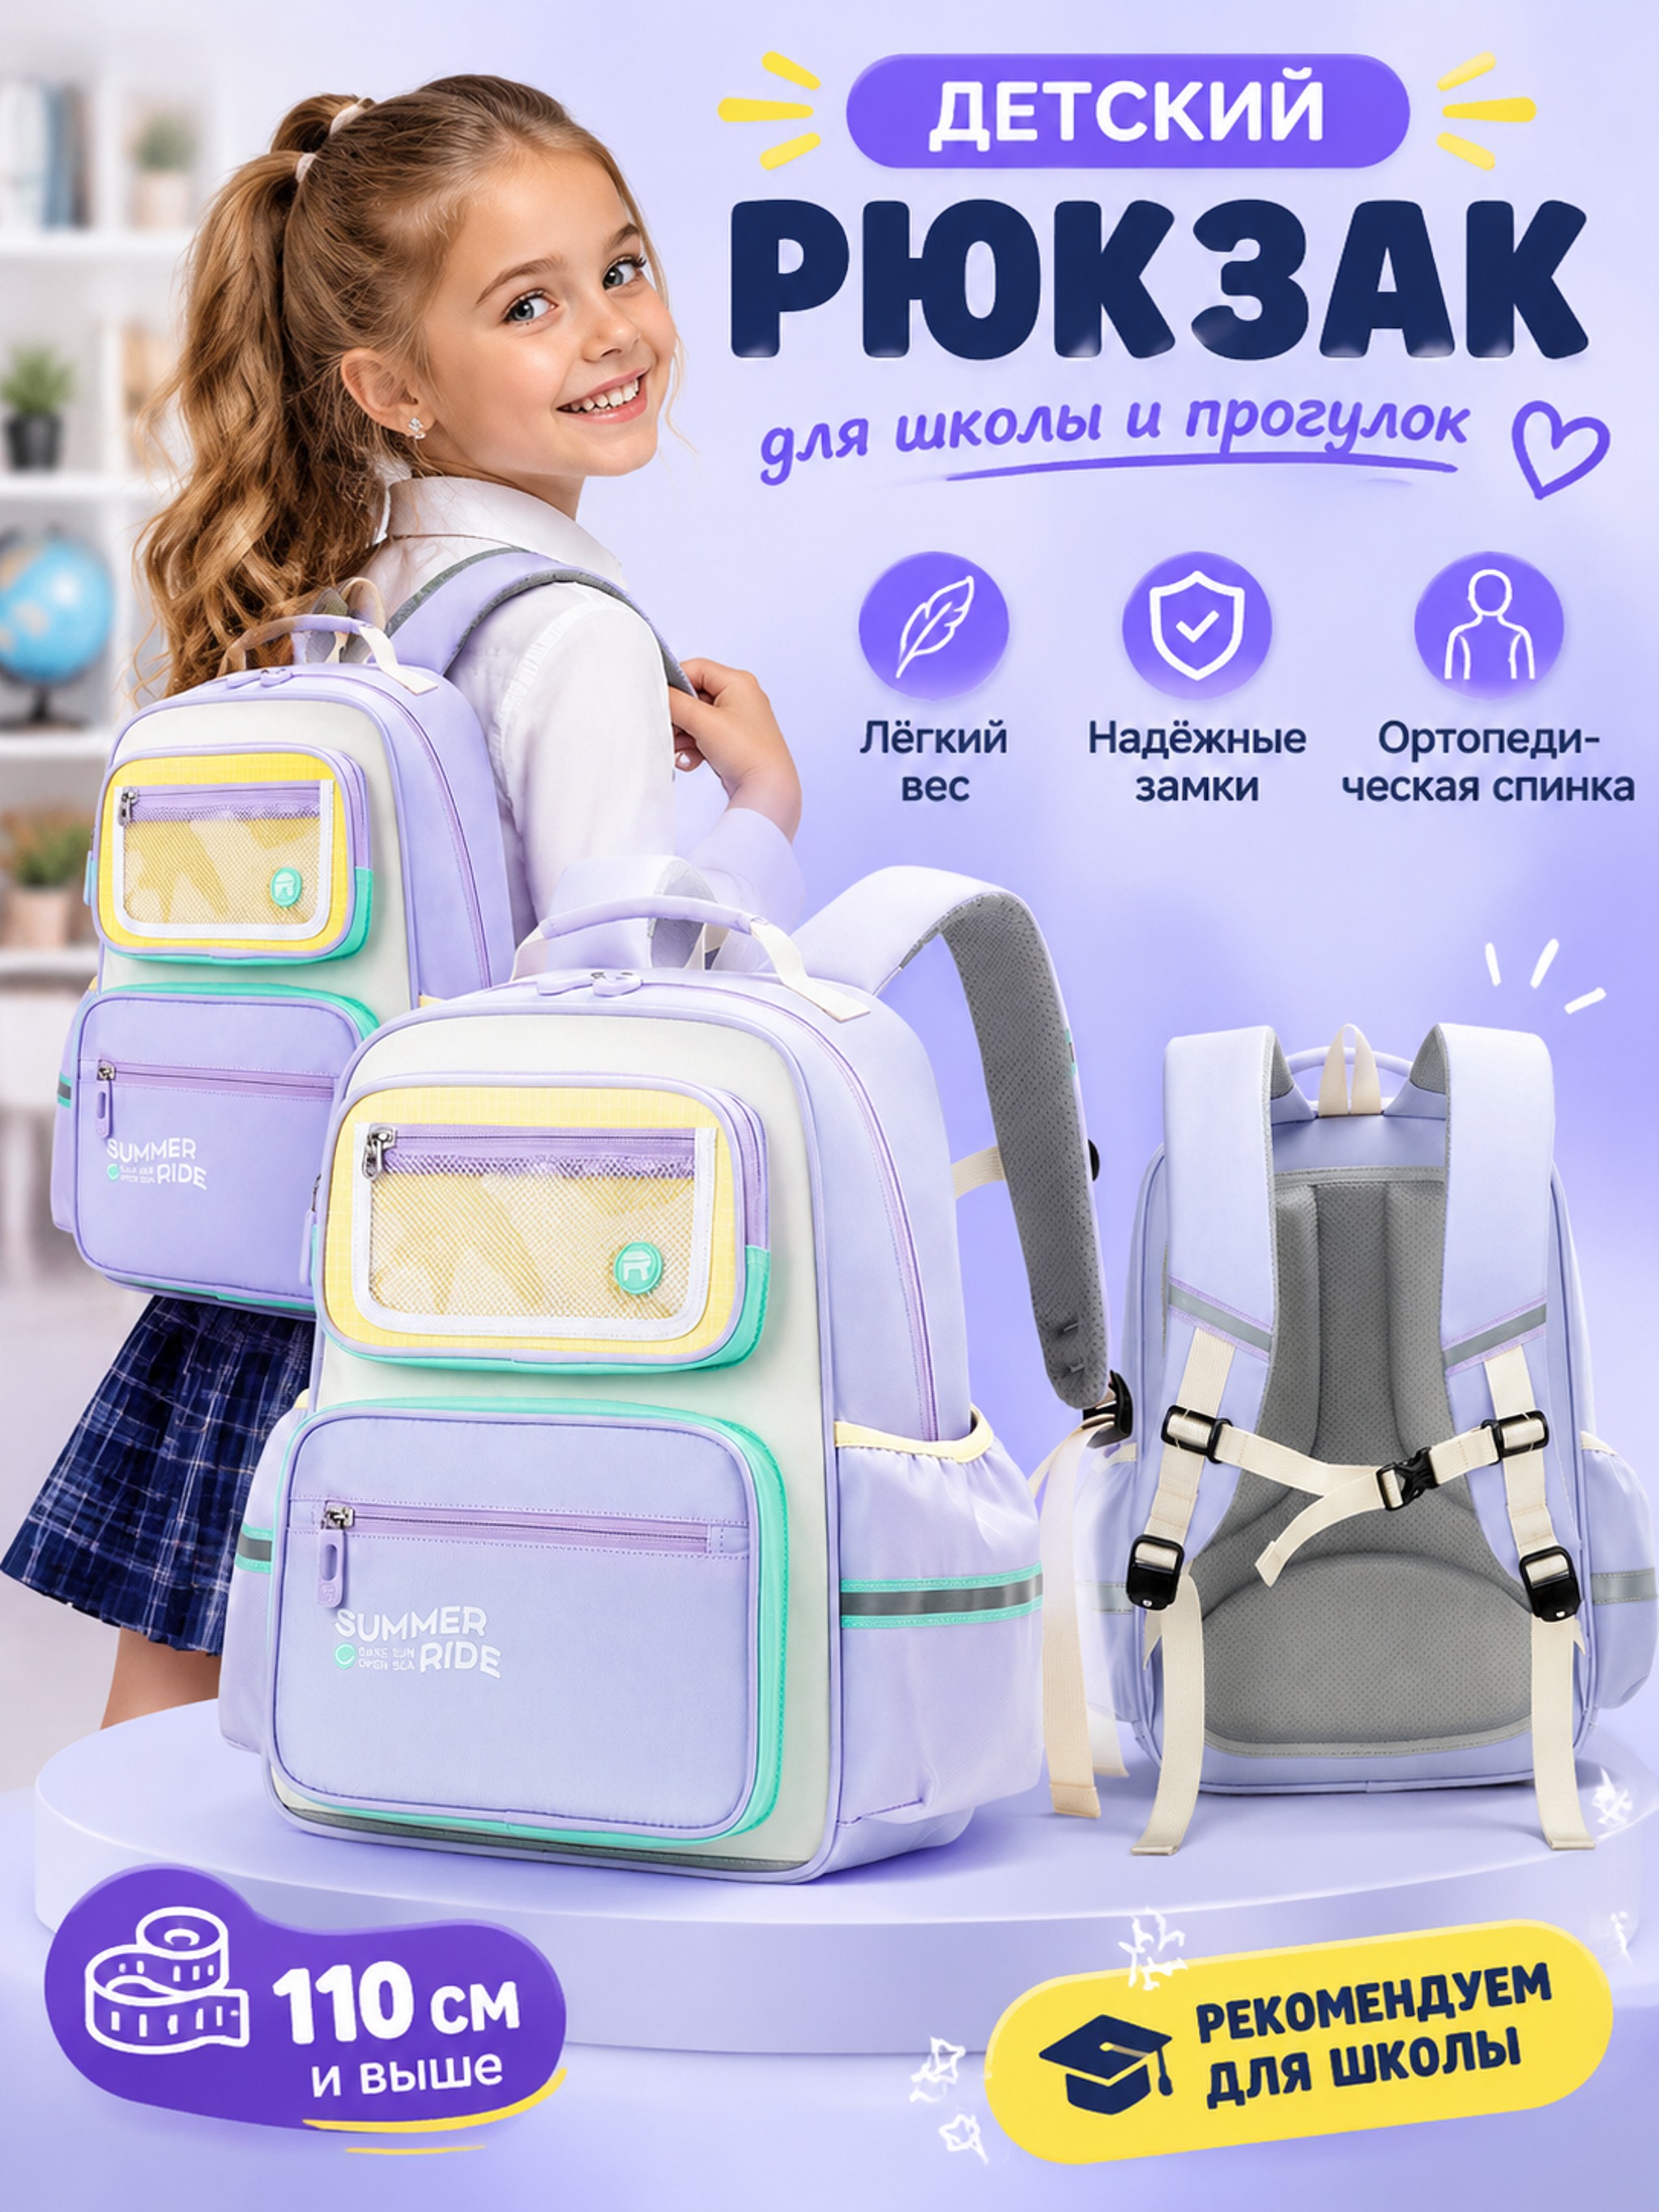 ДЕТСКИЙ
РЮКЗАК
для школы и прогулок
Лёгкий
вес
Надёжные
замки
Ортопеди-
ческая спинка
SUMMER
RIDE
SUMMER
RIDE
110 см
и выше
РЕКОМЕНДУЕМ
ДЛЯ ШКОЛЫ